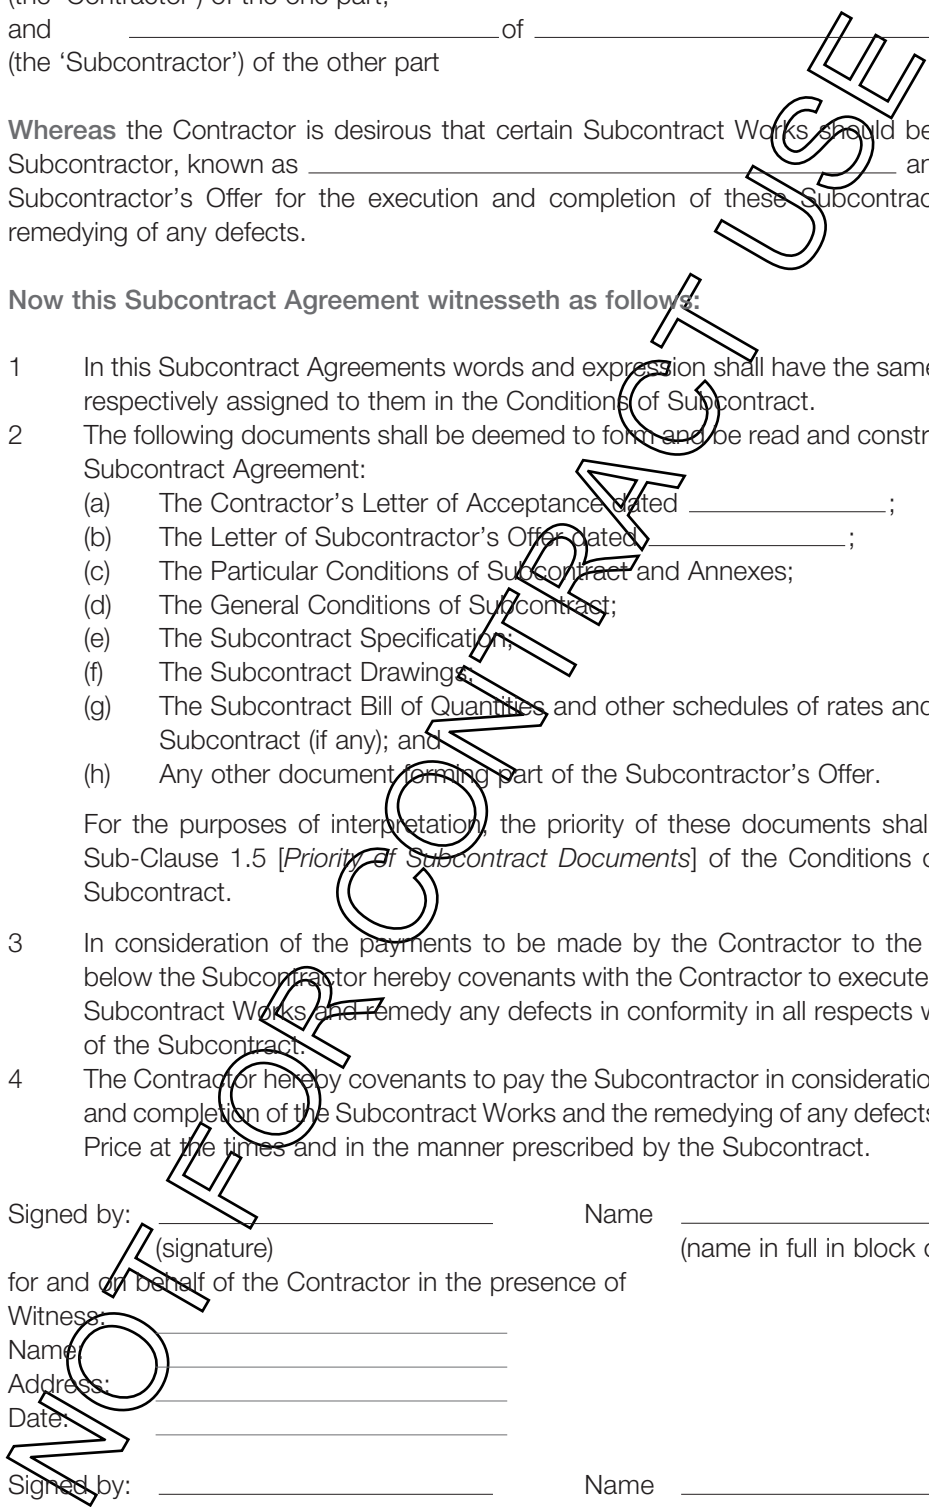 (the 'Contractor') of the one part,
and ____ of ____
(the ‘Subcontractor’) of the other part
Whereas the Contractor is desirous that certain Subcontract Works should be
Subcontractor, known as ____
Subcontractor’s Offer for the execution and completion of these Subcontrac
remedying of any defects.
Now this Subcontract Agreement witnesseth as follows:
1 In this Subcontract Agreements words and expression shall have the same
respectively assigned to them in the Conditions of Subcontract.
2 The following documents shall be deemed to form and be read and constr
Subcontract Agreement:
(a) The Contractor’s Letter of Acceptance dated ____;
(b) The Letter of Subcontractor’s Offer dated ____;
(c) The Particular Conditions of Subcontract and Annexes;
(d) The General Conditions of Subcontract;
(e) The Subcontract Specification;
(f) The Subcontract Drawings;
(g) The Subcontract Bill of Quantities and other schedules of rates and
Subcontract (if any); and
(h) Any other document forming part of the Subcontractor’s Offer.
For the purposes of interpretation, the priority of these documents shal
Sub-Clause 1.5 [Priority of Subcontract Documents] of the Conditions o
Subcontract.
3 In consideration of the payments to be made by the Contractor to the
below the Subcontractor hereby covenants with the Contractor to execute
Subcontract Works and remedy any defects in conformity in all respects w
of the Subcontract.
4 The Contractor hereby covenants to pay the Subcontractor in consideratio
and completion of the Subcontract Works and the remedying of any defects
Price at the times and in the manner prescribed by the Subcontract.
Signed by: ____ Name ____
(signature) (name in full in block c
for and on behalf of the Contractor in the presence of
Witness:
Name:
Address:
Date:
Signed by: ____ Name ____
NOT FOR CONTRACT USE